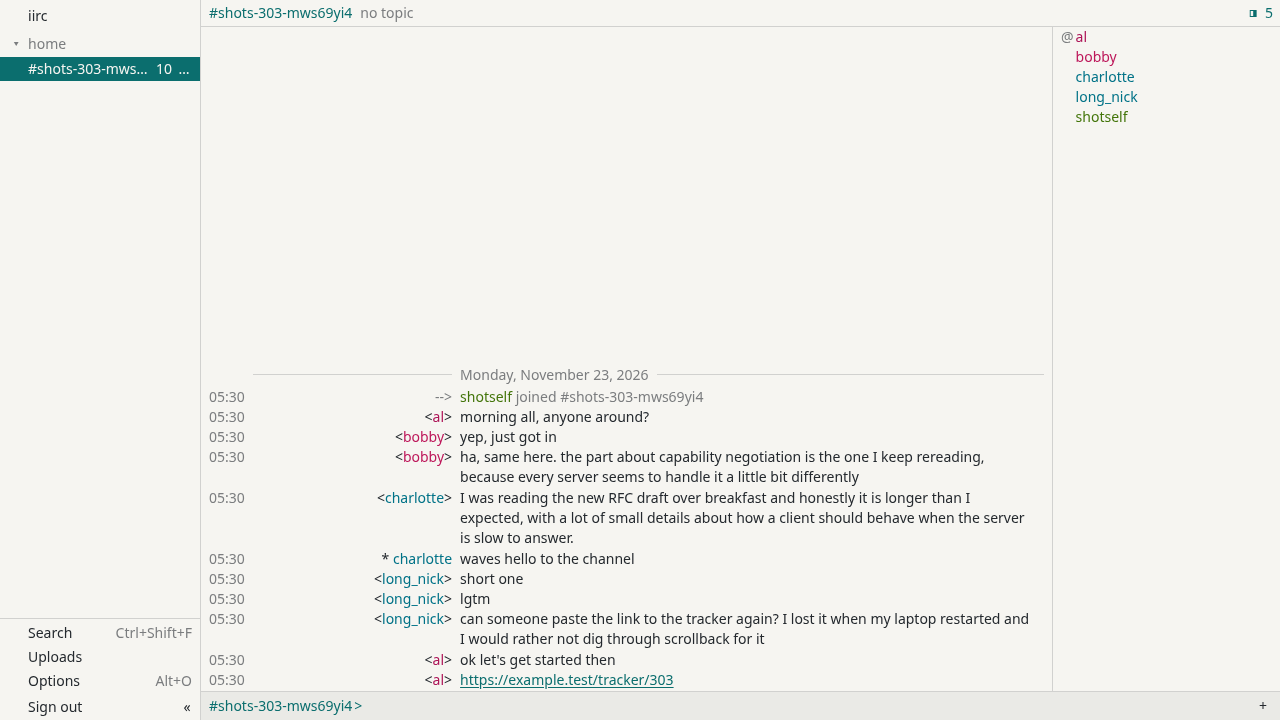 iirc
home
#shots-303-mws... 10 ...
Search Ctrl+Shift+F
Uploads
Options Alt+O
Sign out «
#shots-303-mws69yi4 no topic 5
Monday, November 23, 2026
05:30 --> shotself joined #shots-303-mws69yi4
05:30 <al> morning all, anyone around?
05:30 <bobby> yep, just got in
05:30 <bobby> ha, same here. the part about capability negotiation is the one I keep rereading,
because every server seems to handle it a little bit differently
05:30 <charlotte> I was reading the new RFC draft over breakfast and honestly it is longer than I
expected, with a lot of small details about how a client should behave when the server
is slow to answer.
05:30 * charlotte waves hello to the channel
05:30 <long_nick> short one
05:30 <long_nick> lgtm
05:30 <long_nick> can someone paste the link to the tracker again? I lost it when my laptop restarted and
I would rather not dig through scrollback for it
05:30 <al> ok let's get started then
05:30 <al> https://example.test/tracker/303
#shots-303-mws69yi4> +
@al
bobby
charlotte
long_nick
shotself